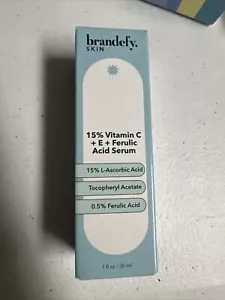 brandefy.
SKIN
15% Vitamin C
+ E + Ferulic
Acid Serum
15% L-Ascorbic Acid
Tocopheryl Acetate
0.5% Ferulic Acid
1 fl oz / 30 ml